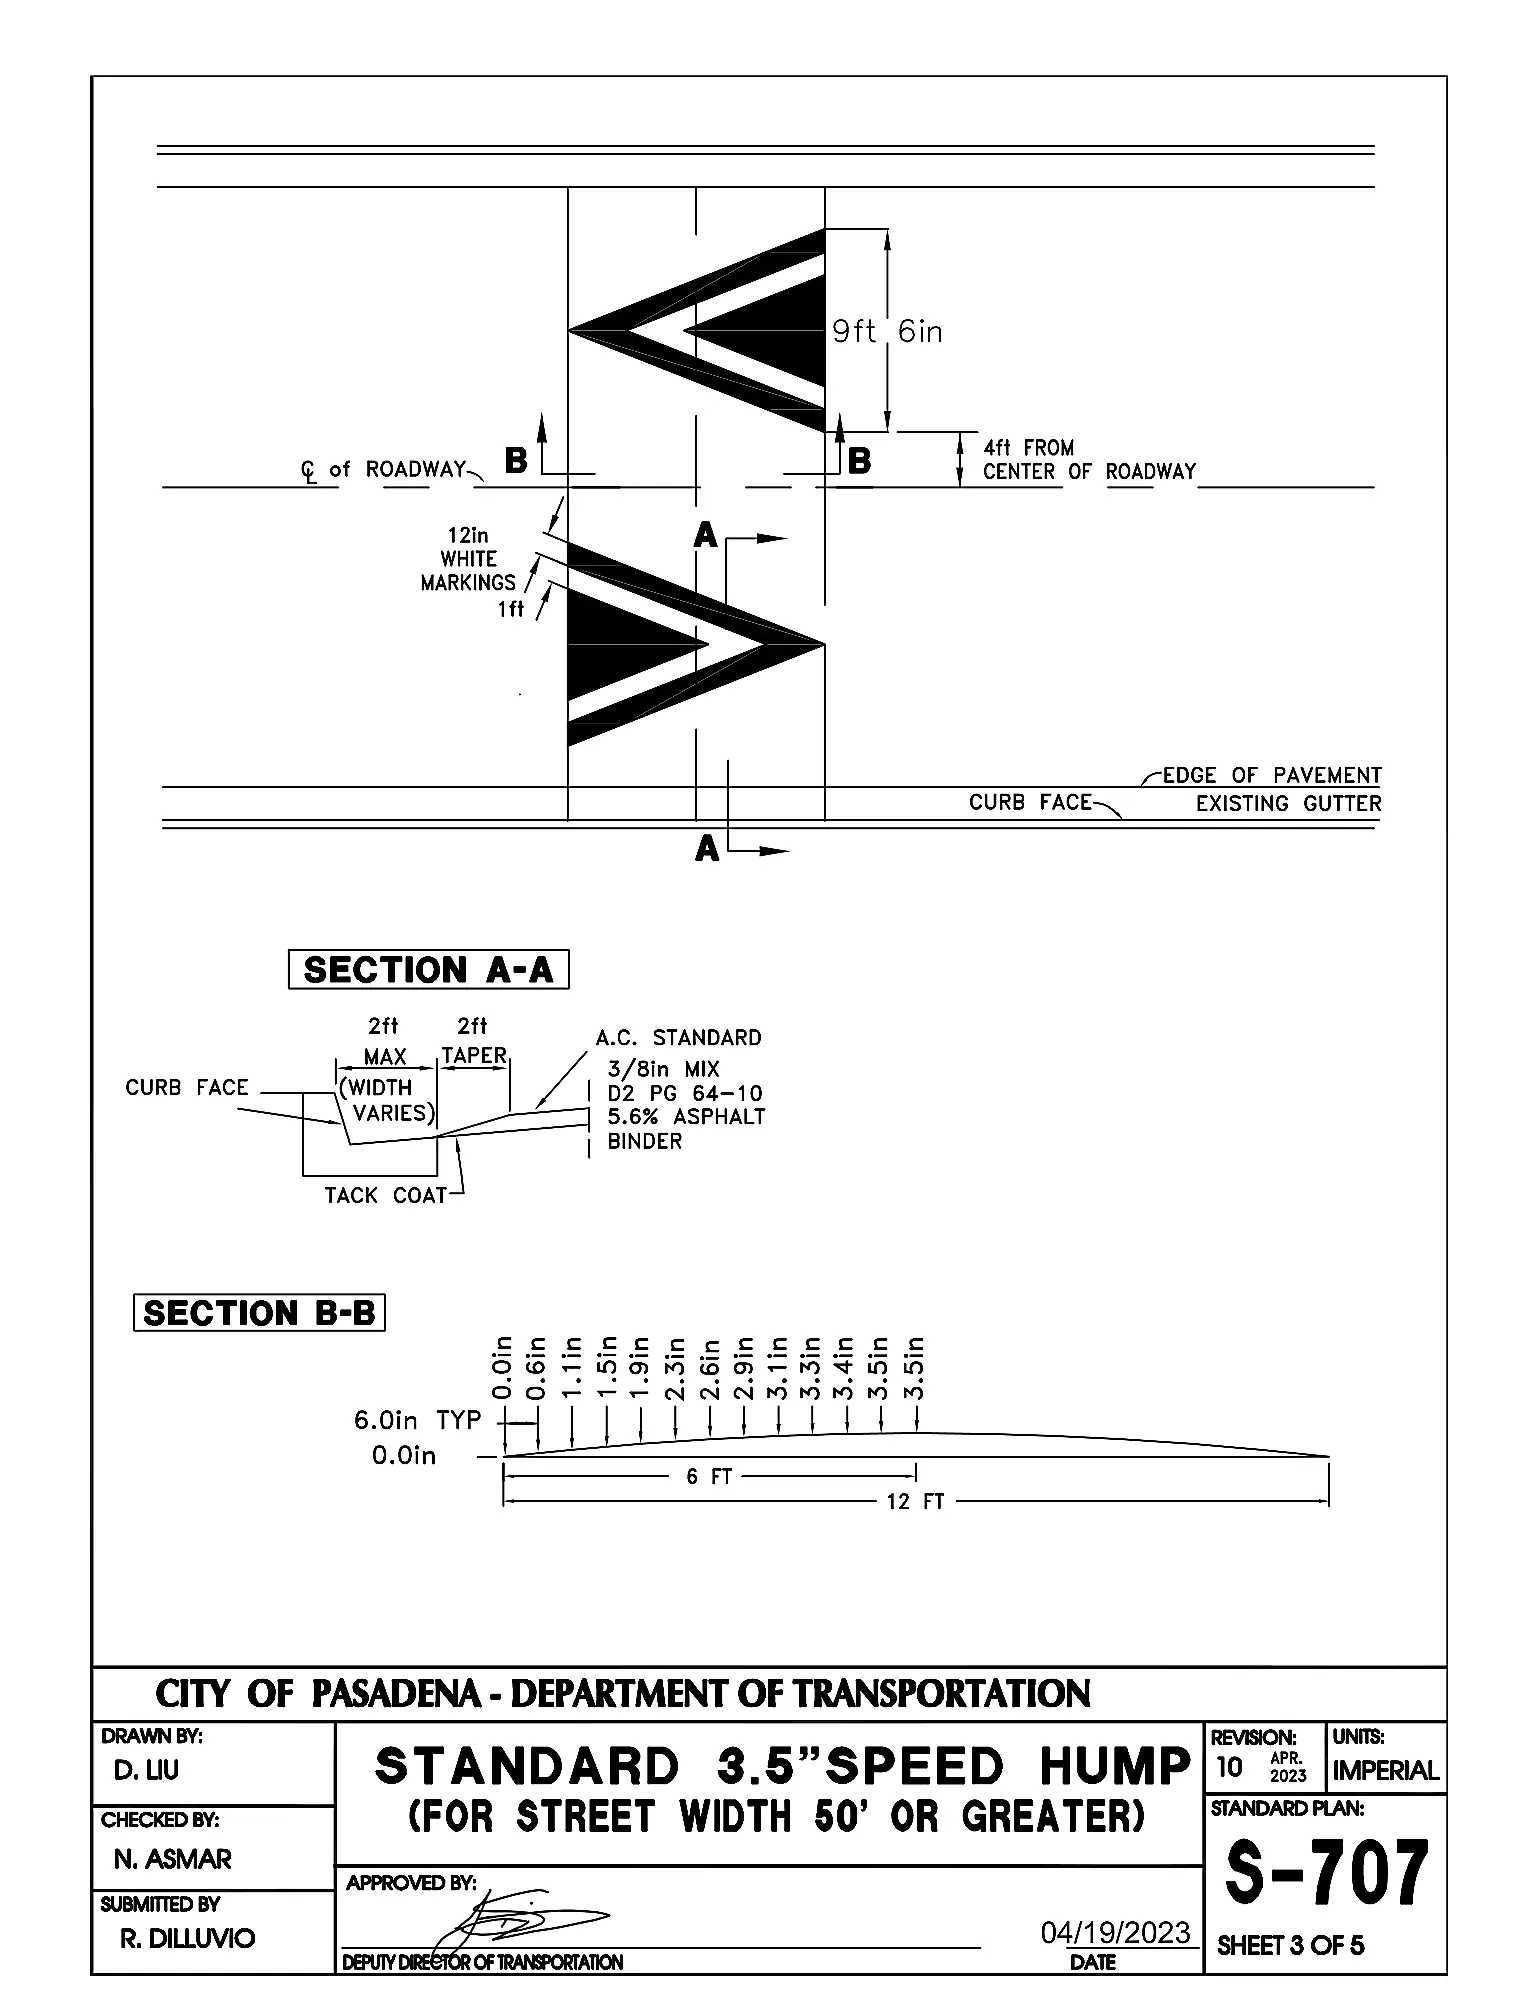 9ft 6in
4ft FROM
CENTER OF ROADWAY
B
B
℄ of ROADWAY
12in
WHITE
MARKINGS
1ft
A
EDGE OF PAVEMENT
CURB FACE
EXISTING GUTTER
A
SECTION A-A
2ft
MAX
(WIDTH
VARIES)
2ft
TAPER
A.C. STANDARD
3/8in MIX
D2 PG 64-10
5.6% ASPHALT
BINDER
CURB FACE
TACK COAT
SECTION B-B
0.0in
0.6in
1.1in
1.5in
1.9in
2.3in
2.6in
2.9in
3.1in
3.3in
3.4in
3.5in
3.5in
6.0in TYP
0.0in
6 FT
12 FT
CITY OF PASADENA - DEPARTMENT OF TRANSPORTATION
DRAWN BY:
D. LIU
CHECKED BY:
N. ASMAR
SUBMITTED BY
R. DILLUVIO
STANDARD 3.5”SPEED HUMP
(FOR STREET WIDTH 50’ OR GREATER)
APPROVED BY:
DEPUTY DIRECTOR OF TRANSPORTATION
04/19/2023
DATE
REVISION:
10 APR.
2023
UNITS:
IMPERIAL
STANDARD PLAN:
S-707
SHEET 3 OF 5